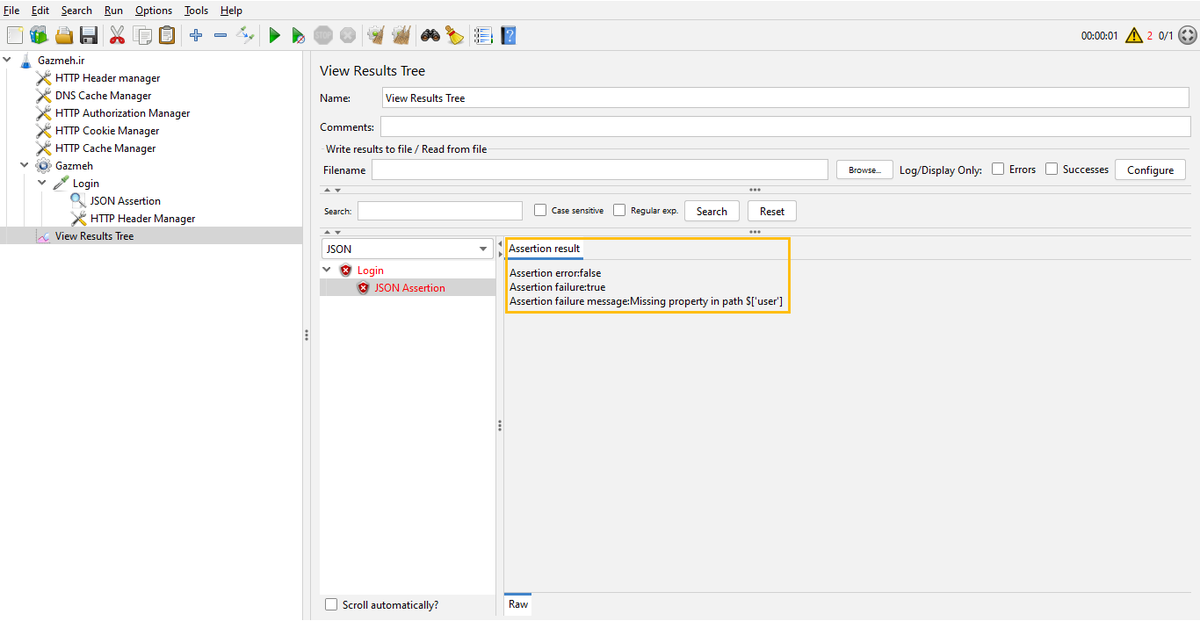 File Edit Search Run Options Tools Help
STOP
00:00:01 2 0/1
Gazmeh.ir
HTTP Header manager
DNS Cache Manager
HTTP Authorization Manager
HTTP Cookie Manager
HTTP Cache Manager
Gazmeh
Login
JSON Assertion
HTTP Header Manager
View Results Tree
View Results Tree
Name: View Results Tree
Comments:
Write results to file / Read from file
Filename Browse... Log/Display Only: Errors Successes Configure
Search: Case sensitive Regular exp. Search Reset
JSON
Login
JSON Assertion
Scroll automatically?
Assertion result
Assertion error:false
Assertion failure:true
Assertion failure message:Missing property in path $['user']
Raw